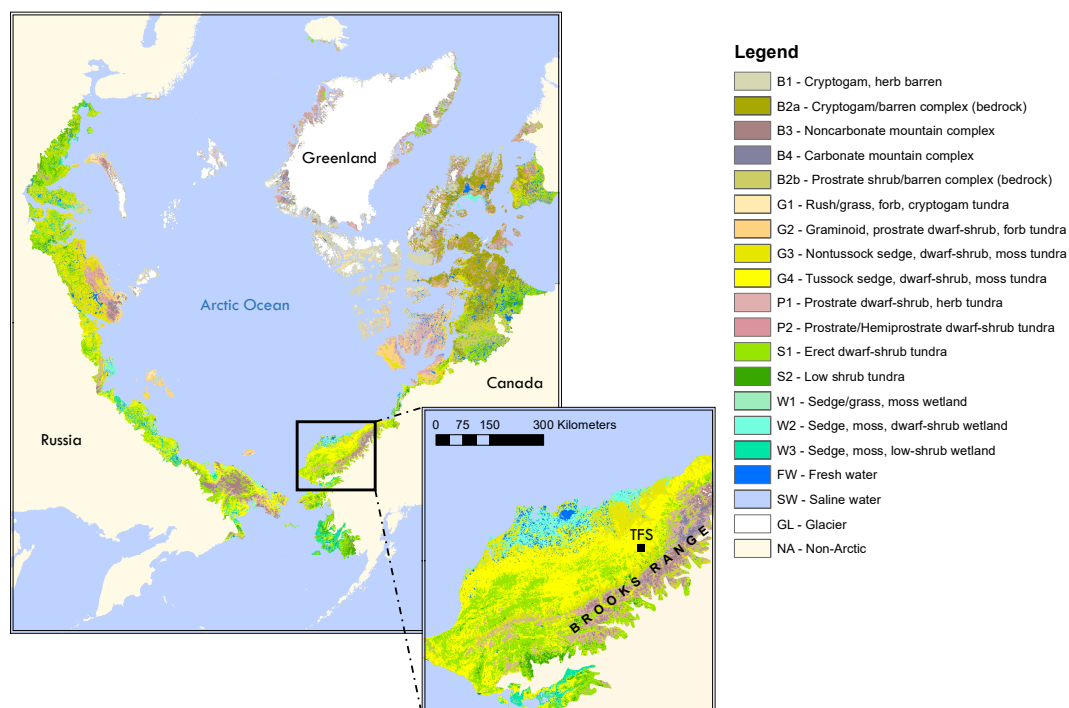 Greenland
Arctic Ocean
Canada
Russia
0 75 150 300 Kilometers
TFS
BROOKS RANGE
Legend
B1 - Cryptogam, herb barren
B2a - Cryptogam/barren complex (bedrock)
B3 - Noncarbonate mountain complex
B4 - Carbonate mountain complex
B2b - Prostrate shrub/barren complex (bedrock)
G1 - Rush/grass, forb, cryptogam tundra
G2 - Graminoid, prostrate dwarf-shrub, forb tundra
G3 - Nontussock sedge, dwarf-shrub, moss tundra
G4 - Tussock sedge, dwarf-shrub, moss tundra
P1 - Prostrate dwarf-shrub, herb tundra
P2 - Prostrate/Hemiprostrate dwarf-shrub tundra
S1 - Erect dwarf-shrub tundra
S2 - Low shrub tundra
W1 - Sedge/grass, moss wetland
W2 - Sedge, moss, dwarf-shrub wetland
W3 - Sedge, moss, low-shrub wetland
FW - Fresh water
SW - Saline water
GL - Glacier
NA - Non-Arctic